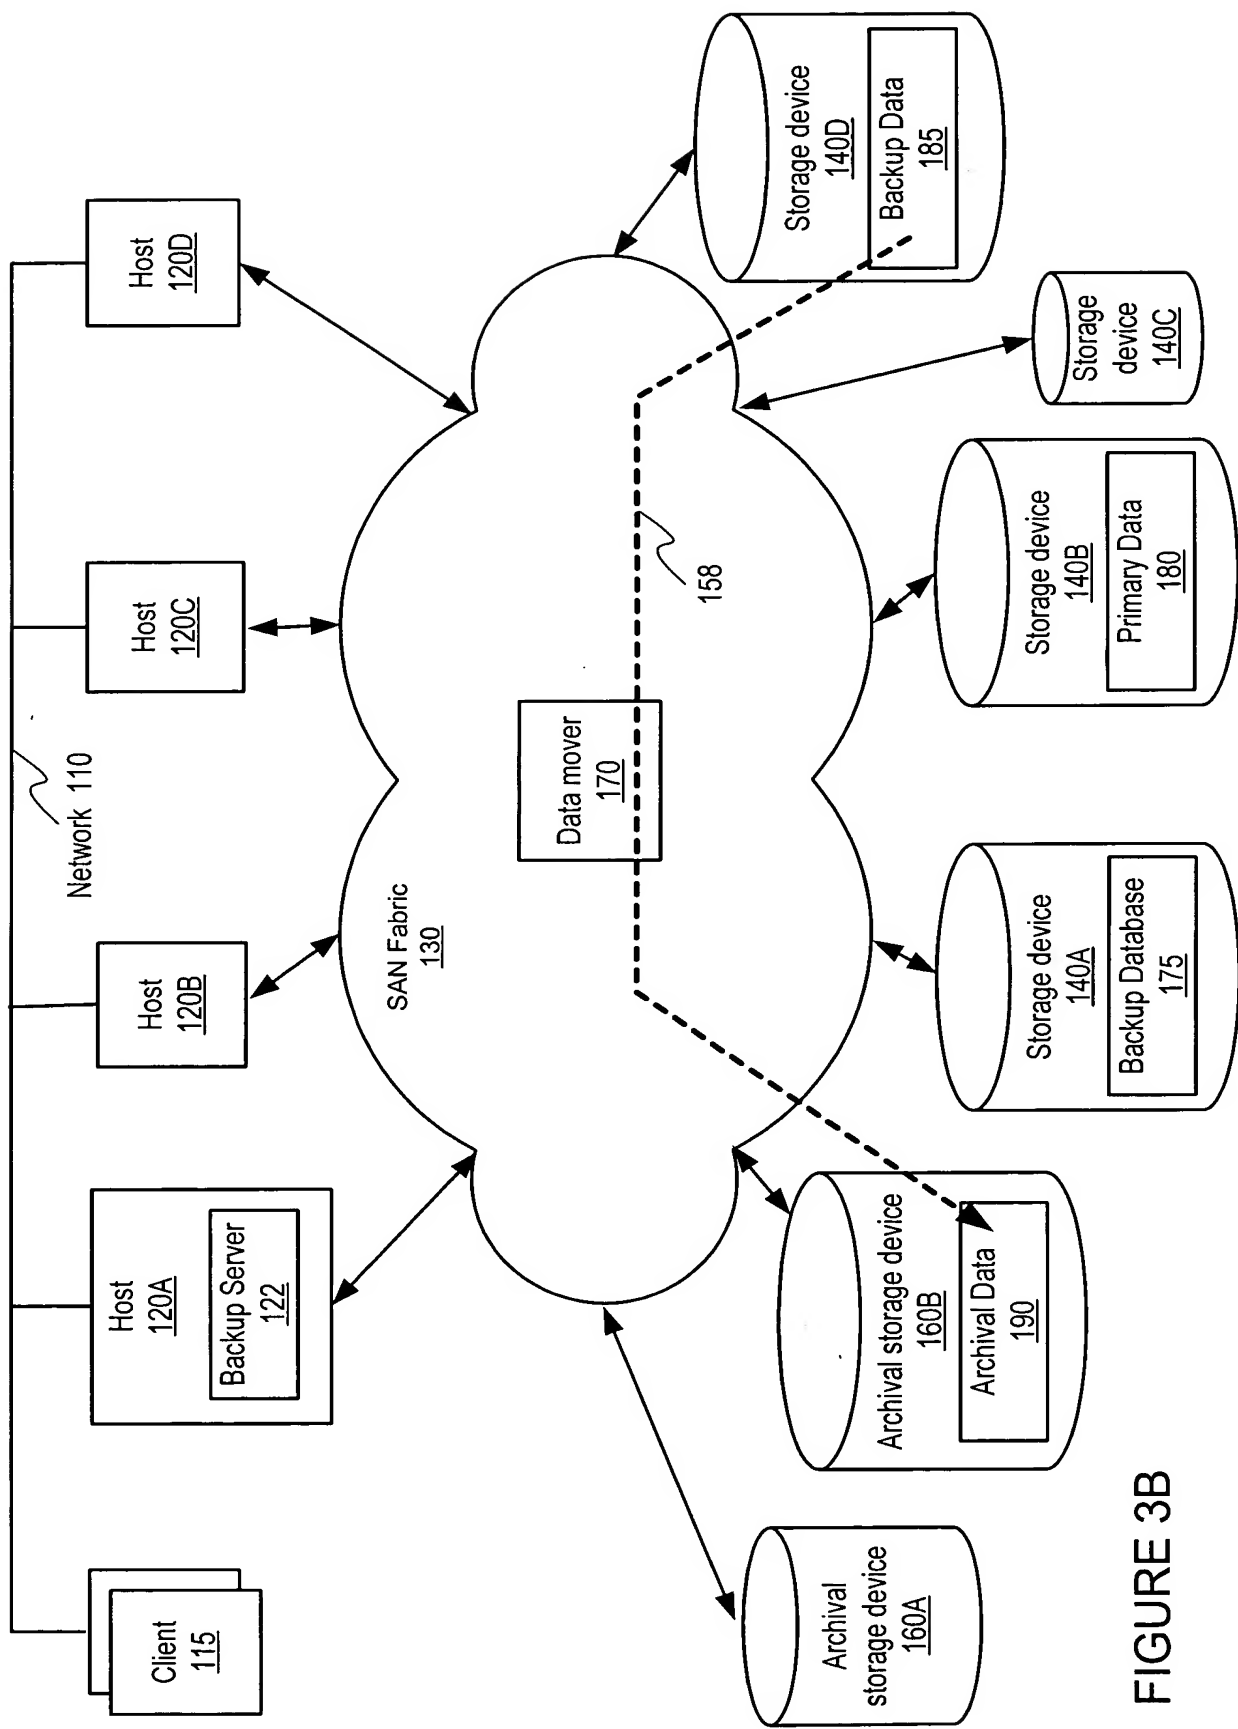 Network 110
Client
115
Host
120A
Backup Server
122
Host
120B
Host
120C
Host
120D
SAN Fabric
130
Data mover
170
158
Archival
storage device
160A
Archival storage device
160B
Archival Data
190
Storage device
140A
Backup Database
175
Storage device
140B
Primary Data
180
Storage
device
140C
Storage device
140D
Backup Data
185
FIGURE 3B